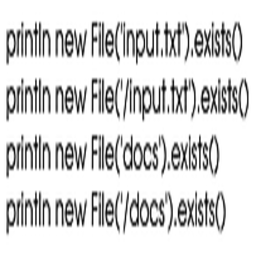 println new File('input.txt').exists()
println new File('/input.txt').exists()
println new File('docs').exists()
println new File('/docs').exists()